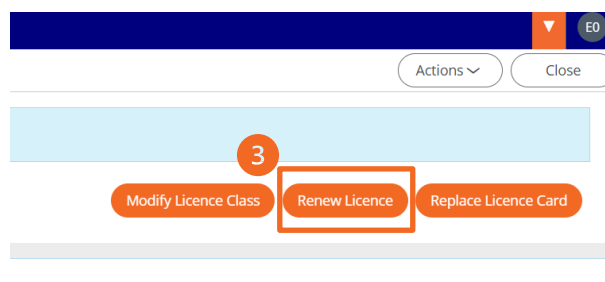 ▼ E0
Actions Close
3
Modify Licence Class Renew Licence Replace Licence Card